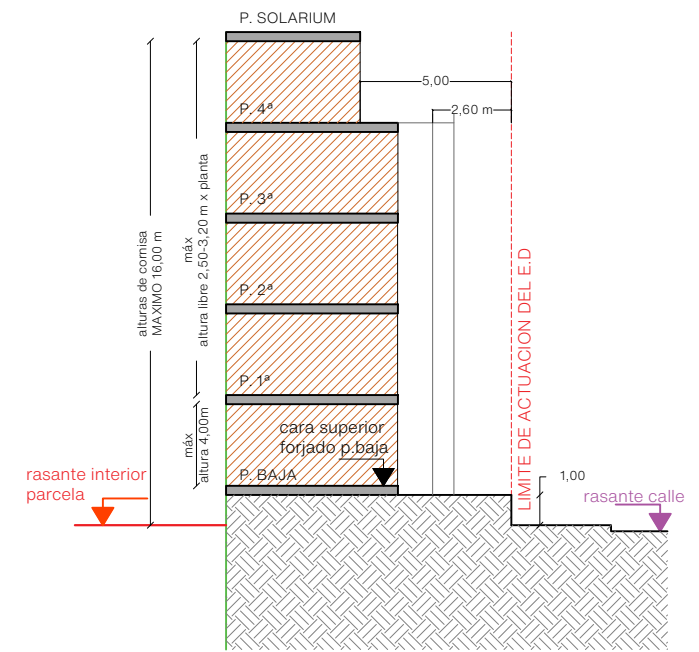 P. SOLARIUM
5,00
2,60 m
P. 4ª
P. 3ª
P. 2ª
P. 1ª
P. BAJA
alturas de cornisa
MAXIMO 16,00 m
máx
altura libre 2,50-3,20 m x planta
máx
altura 4,00m
cara superior
forjado p.baja
LIMITE DE ACTUACION DEL E.D
1,00
rasante interior
parcela
rasante calle